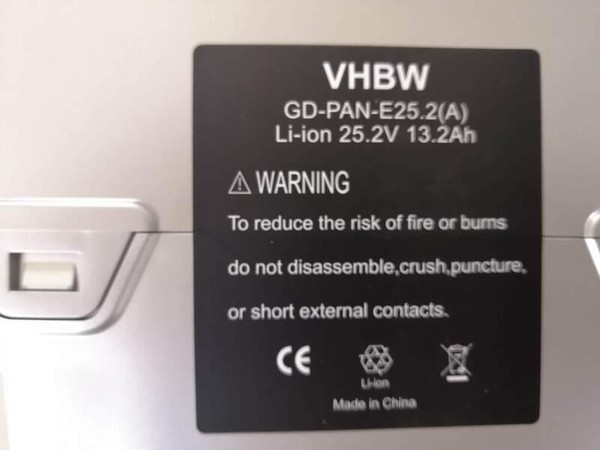 VHBW
GD-PAN-E25.2(A)
Li-ion 25.2V 13.2Ah
WARNING
To reduce the risk of fire or burns
do not disassemble,crush,puncture,
or short external contacts.
CE
Li-ion
Made in China